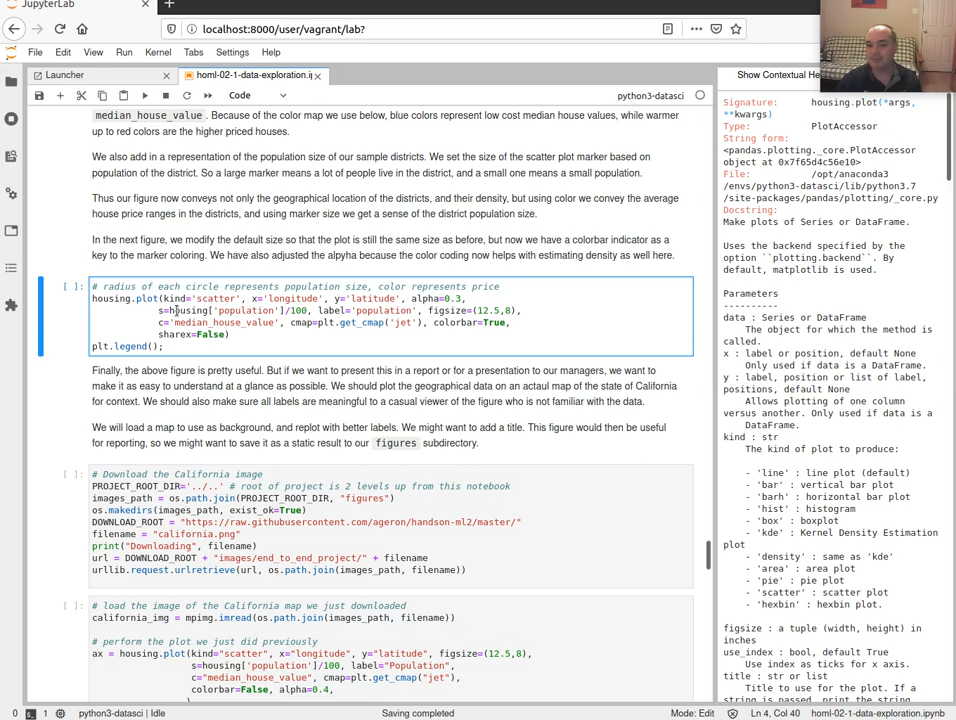 JupyterLab
localhost:8000/user/vagrant/lab?
File Edit View Run Kernel Tabs Settings Help
Launcher
homl-02-1-data-exploration.i
Show Contextual He
Code
python3-datasci
median_house_value . Because of the color map we use below, blue colors represent low cost median house values, while warmer
up to red colors are the higher priced houses.
We also add in a representation of the population size of our sample districts. We set the size of the scatter plot marker based on
population of the district. So a large marker means a lot of people live in the district, and a small one means a small population.
Thus our figure now conveys not only the geographical location of the districts, and their density, but using color we convey the average
house price ranges in the districts, and using marker size we get a sense of the district population size.
In the next figure, we modify the default size so that the plot is still the same size as before, but now we have a colorbar indicator as a
key to the marker coloring. We have also adjusted the alpyha because the color coding now helps with estimating density as well here.
[ ]: # radius of each circle represents population size, color represents price
housing.plot(kind='scatter', x='longitude', y='latitude', alpha=0.3,
s=housing['population']/100, label='population', figsize=(12.5,8),
c='median_house_value', cmap=plt.get_cmap('jet'), colorbar=True,
sharex=False)
plt.legend();
Finally, the above figure is pretty useful. But if we want to present this in a report or for a presentation to our managers, we want to
make it as easy to understand at a glance as possible. We should plot the geographical data on an actaul map of the state of California
for context. We should also make sure all labels are meaningful to a casual viewer of the figure who is not familiar with the data.
We will load a map to use as background, and replot with better labels. We might want to add a title. This figure would then be useful
for reporting, so we might want to save it as a static result to our figures subdirectory.
[ ]: # Download the California image
PROJECT_ROOT_DIR='../..' # root of project is 2 levels up from this notebook
images_path = os.path.join(PROJECT_ROOT_DIR, "figures")
os.makedirs(images_path, exist_ok=True)
DOWNLOAD_ROOT = "https://raw.githubusercontent.com/ageron/handson-ml2/master/"
filename = "california.png"
print("Downloading", filename)
url = DOWNLOAD_ROOT + "images/end_to_end_project/" + filename
urllib.request.urlretrieve(url, os.path.join(images_path, filename))
[ ]: # load the image of the California map we just downloaded
california_img = mpimg.imread(os.path.join(images_path, filename))
# perform the plot we just did previously
ax = housing.plot(kind="scatter", x="longitude", y="latitude", figsize=(12.5,8),
s=housing['population']/100, label="Population",
c="median_house_value", cmap=plt.get_cmap("jet"),
colorbar=False, alpha=0.4,
Signature: housing.plot(*args,
**kwargs)
Type: PlotAccessor
String form:
<pandas.plotting._core.PlotAccessor
object at 0x7f65d4c56e10>
File: /opt/anaconda3
/envs/python3-datasci/lib/python3.7
/site-packages/pandas/plotting/_core.py
Docstring:
Make plots of Series or DataFrame.
Uses the backend specified by the
option ``plotting.backend``. By
default, matplotlib is used.
Parameters
----------
data : Series or DataFrame
The object for which the method is
called.
x : label or position, default None
Only used if data is a DataFrame.
y : label, position or list of label,
positions, default None
Allows plotting of one column
versus another. Only used if data is a
DataFrame.
kind : str
The kind of plot to produce:
- 'line' : line plot (default)
- 'bar' : vertical bar plot
- 'barh' : horizontal bar plot
- 'hist' : histogram
- 'box' : boxplot
- 'kde' : Kernel Density Estimation
plot
- 'density' : same as 'kde'
- 'area' : area plot
- 'pie' : pie plot
- 'scatter' : scatter plot
- 'hexbin' : hexbin plot.
figsize : a tuple (width, height) in
inches
use_index : bool, default True
Use index as ticks for x axis.
title : str or list
Title to use for the plot. If a
string is passed, print the string
0 1 python3-datasci | Idle Saving completed Mode: Edit Ln 4, Col 40 homl-02-1-data-exploration.ipynb